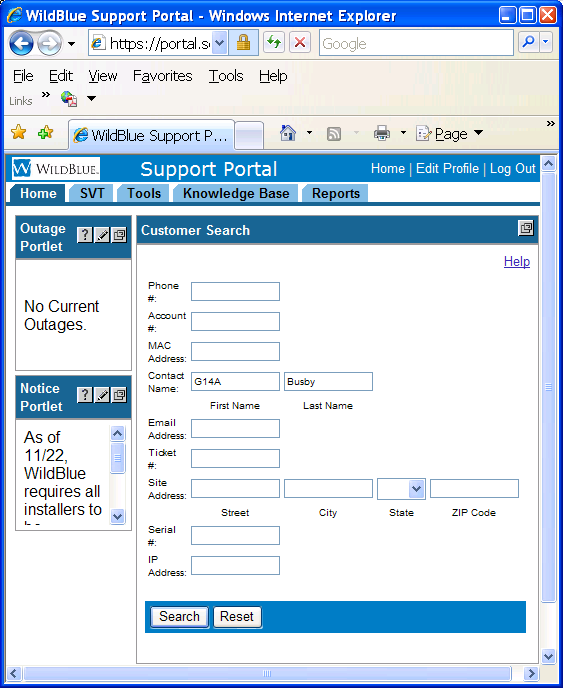 WildBlue Support Portal - Windows Internet Explorer
https://portal.s
Google
File Edit View Favorites Tools Help
Links »
WildBlue Support P...
Page
»
WILDBLUE. Support Portal Home | Edit Profile | Log Out
Home SVT Tools Knowledge Base Reports
Outage
Portlet
?
No Current
Outages.
Notice
Portlet
?
As of
11/22,
WildBlue
requires all
installers to
Customer Search
Help
Phone
#:
Account
#:
MAC
Address:
Contact
Name:
G14A Busby
First Name Last Name
Email
Address:
Ticket
#:
Site
Address:
Street City State ZIP Code
Serial
#:
IP
Address:
Search Reset